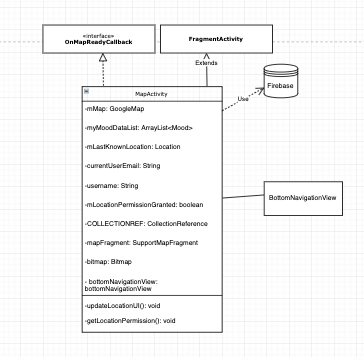 «interface»
OnMapReadyCallback
FragmentActivity
Extends
Firebase
Use
MapActivity
-mMap: GoogleMap
-myMoodDataList: ArrayList<Mood>
-mLastKnownLocation: Location
-currentUserEmail: String
-username: String
-mLocationPermissionGranted: boolean
-COLLECTIONREF: CollectionReference
-mapFragment: SupportMapFragment
-bitmap: Bitmap
- bottomNavigationView:
bottomNavigationView
-updateLocationUI(): void
-getLocationPermission(): void
BottomNavigationView